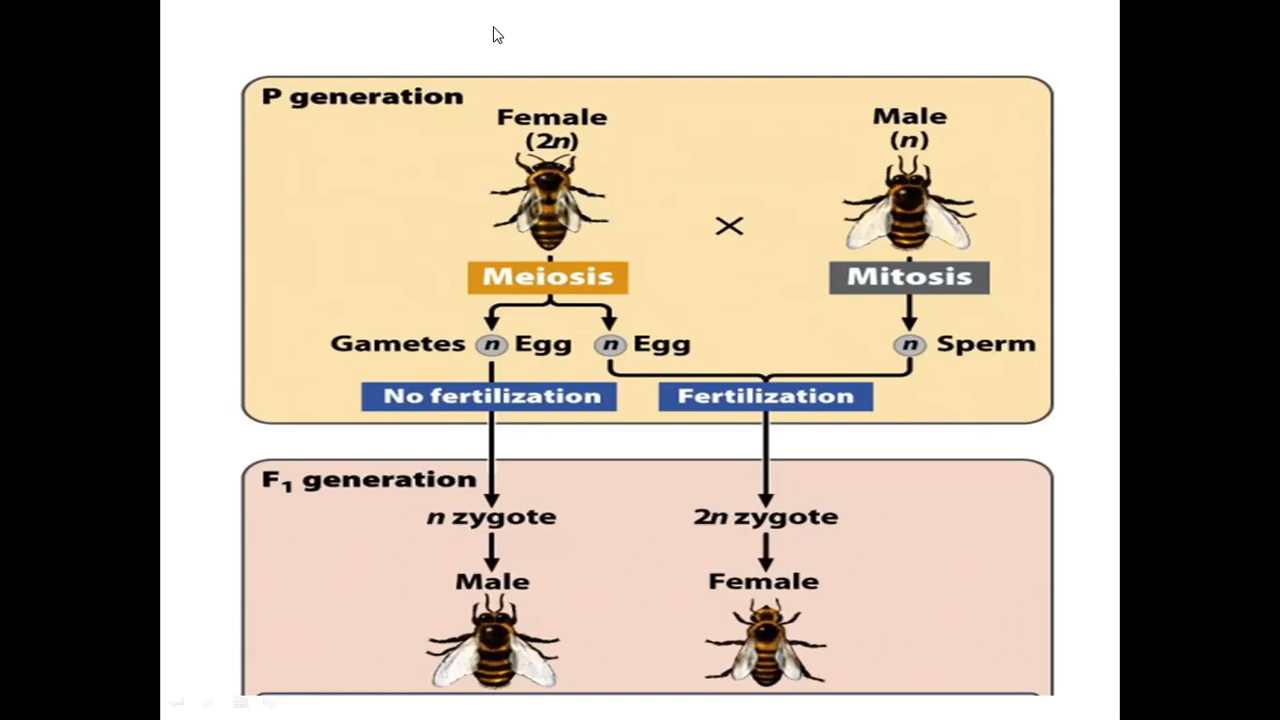 P generation
Female
(2n)
Male
(n)
×
Meiosis
Mitosis
Gametes n Egg n Egg n Sperm
No fertilization
Fertilization
F₁ generation
n zygote
2n zygote
Male
Female